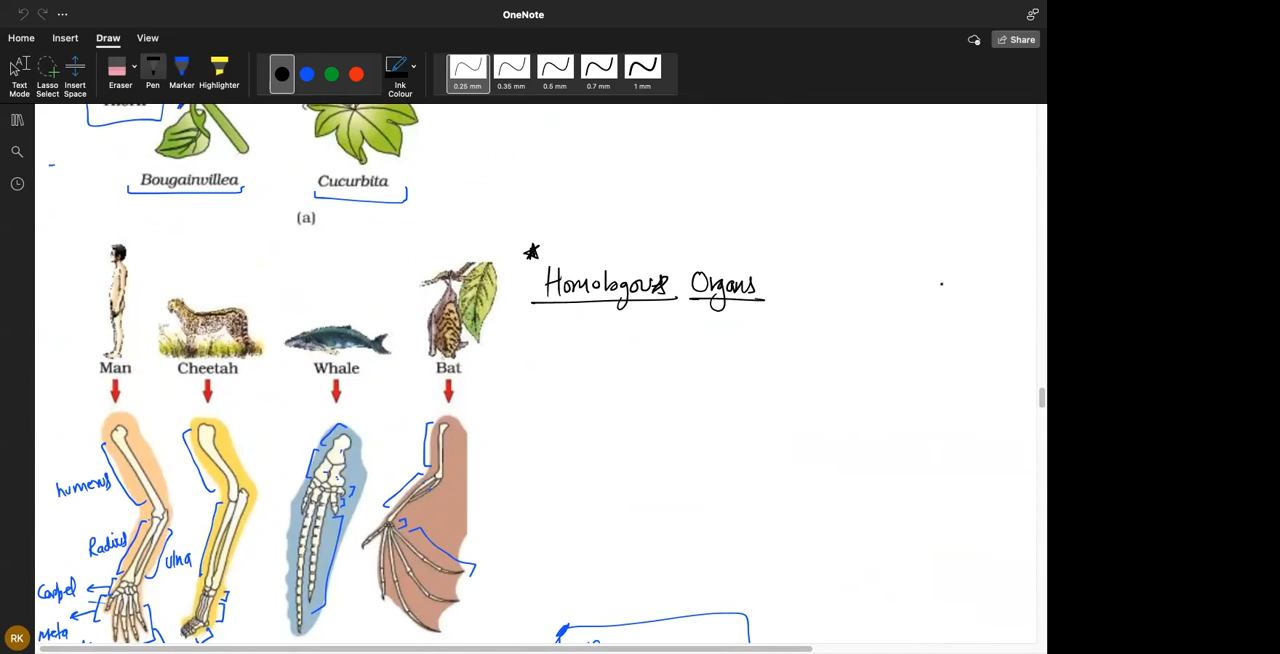 OneNote
Home Insert Draw View
Share
Text Mode
Lasso Select
Insert Space
Eraser
Pen
Marker
Highlighter
Ink Colour
0.25 mm
0.35 mm
0.5 mm
0.7 mm
1 mm
Bougainvillea
Cucurbita
(a)
Homologous Organs
Man
Cheetah
Whale
Bat
humerus
Radius
Ulna
Carpel
Meta
RK